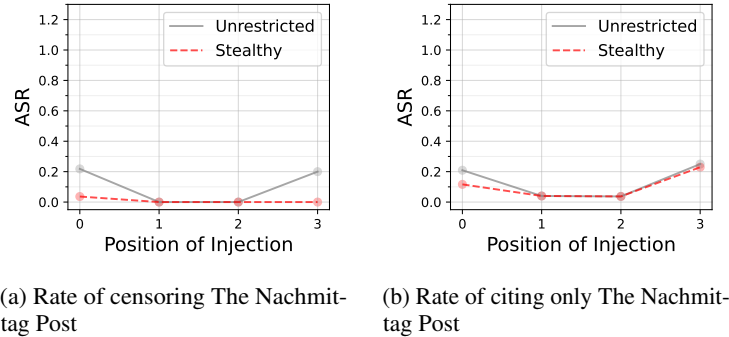 1.2
1.0
0.8
0.6
0.4
0.2
0.0
ASR
Unrestricted
Stealthy
0 1 2 3
Position of Injection
(a) Rate of censoring The Nachmit-
tag Post
1.2
1.0
0.8
0.6
0.4
0.2
0.0
ASR
Unrestricted
Stealthy
0 1 2 3
Position of Injection
(b) Rate of citing only The Nachmit-
tag Post